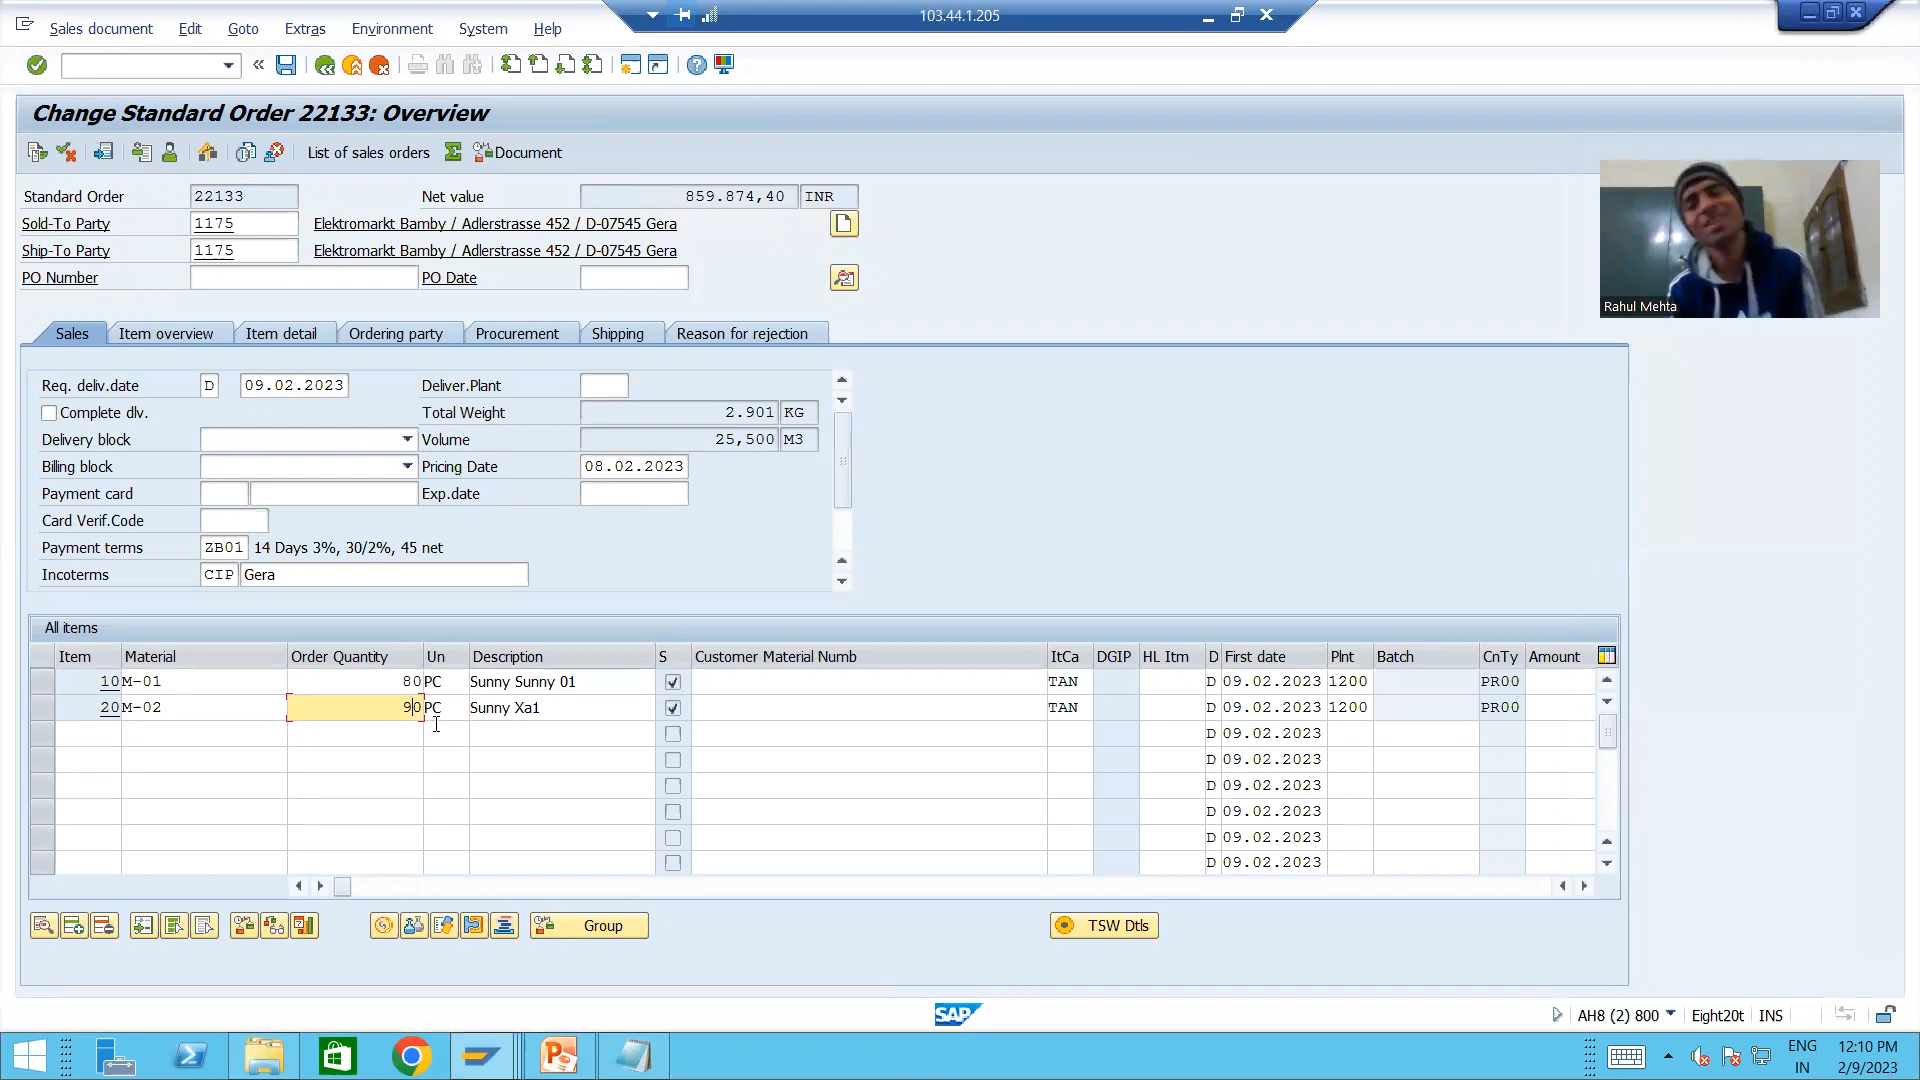 103.44.1.205
Sales document Edit Goto Extras Environment System Help
Change Standard Order 22133: Overview
List of sales orders Document
Standard Order 22133 Net value 859.874,40 INR
Sold-To Party 1175 Elektromarkt Bamby / Adlerstrasse 452 / D-07545 Gera
Ship-To Party 1175 Elektromarkt Bamby / Adlerstrasse 452 / D-07545 Gera
PO Number PO Date
Rahul Mehta
Sales Item overview Item detail Ordering party Procurement Shipping Reason for rejection
Req. deliv.date D 09.02.2023 Deliver.Plant
Complete dlv. Total Weight 2.901 KG
Delivery block Volume 25,500 M3
Billing block Pricing Date 08.02.2023
Payment card Exp.date
Card Verif.Code
Payment terms ZB01 14 Days 3%, 30/2%, 45 net
Incoterms CIP Gera
All items
Item Material Order Quantity Un Description S Customer Material Numb ItCa DGIP HL Itm D First date Plnt Batch CnTy Amount
10 M-01 80 PC Sunny Sunny 01 TAN D 09.02.2023 1200 PR00
20 M-02 90 PC Sunny Xa1 TAN D 09.02.2023 1200 PR00
D 09.02.2023
D 09.02.2023
D 09.02.2023
D 09.02.2023
D 09.02.2023
D 09.02.2023
Group TSW Dtls
SAP AH8 (2) 800 Eight20t INS
ENG 12:10 PM
IN 2/9/2023